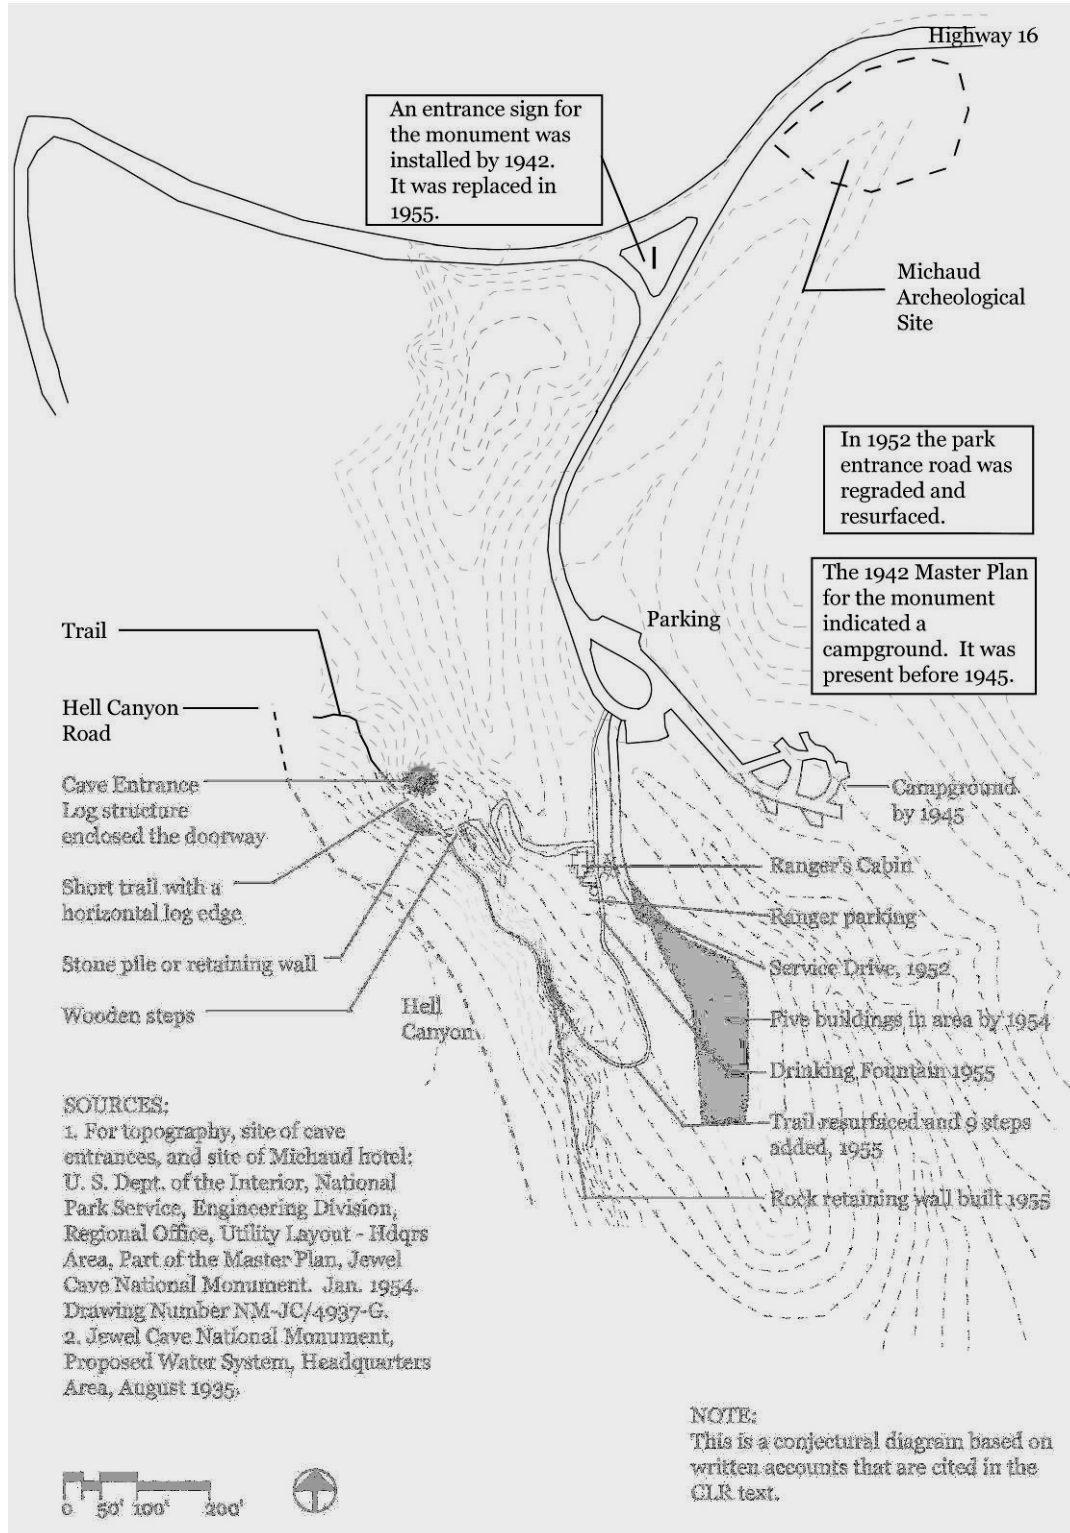 Highway 16
An entrance sign for
the monument was
installed by 1942.
It was replaced in
1955.
Michaud
Archeological
Site
In 1952 the park
entrance road was
regraded and
resurfaced.
The 1942 Master Plan
for the monument
indicated a
campground. It was
present before 1945.
Parking
Trail
Hell Canyon
Road
Cave Entrance
Log structure
enclosed the doorway
Short trail with a
horizontal log edge
Stone pile or retaining wall
Wooden steps
Hell
Canyon
Campground
by 1945
Ranger's Cabin
Ranger parking
Service Drive, 1952
Five buildings in area by 1954
Drinking Fountain 1955
Trail resurfaced and 9 steps
added, 1955
Rock retaining wall built 1955
SOURCES:
1. For topography, site of cave
entrances, and site of Michaud hotel:
U. S. Dept. of the Interior, National
Park Service, Engineering Division,
Regional Office, Utility Layout - Hdqrs
Area, Part of the Master Plan, Jewel
Cave National Monument. Jan. 1954.
Drawing Number NM-JC/4937-G.
2. Jewel Cave National Monument,
Proposed Water System, Headquarters
Area, August 1935.
NOTE:
This is a conjectural diagram based on
written accounts that are cited in the
CLR text.
0 50' 100' 200'